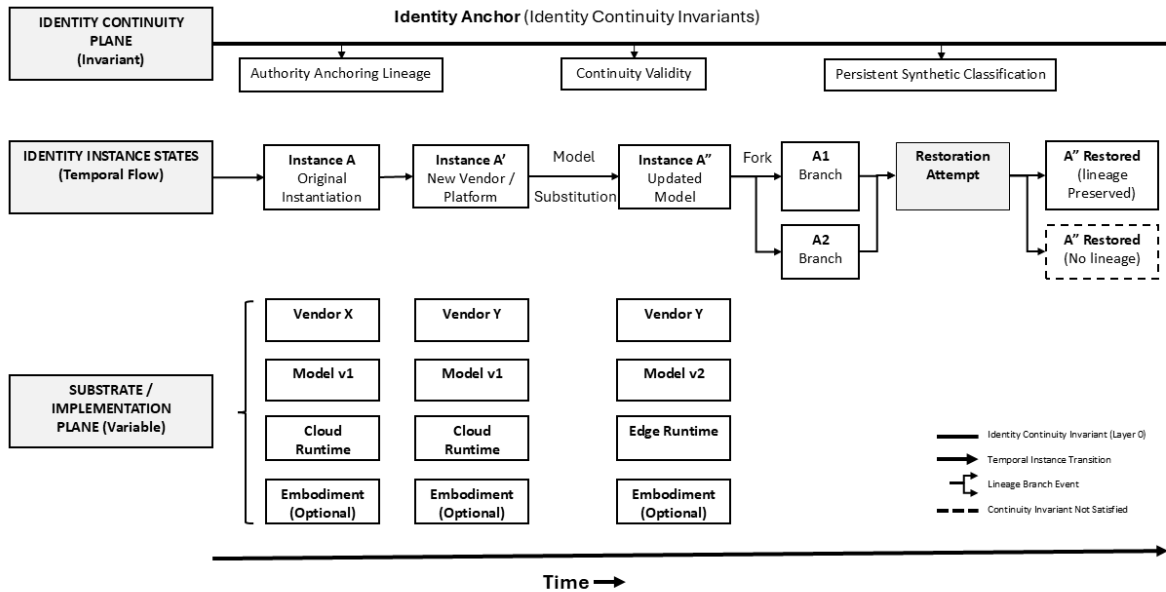 IDENTITY CONTINUITY
PLANE
(Invariant)
Identity Anchor (Identity Continuity Invariants)
Authority Anchoring Lineage
Continuity Validity
Persistent Synthetic Classification
IDENTITY INSTANCE STATES
(Temporal Flow)
Instance A
Original
Instantiation
Instance A'
New Vendor /
Platform
Model
Substitution
Instance A”
Updated
Model
Fork
A1
Branch
A2
Branch
Restoration
Attempt
A” Restored
(lineage
Preserved)
A” Restored
(No lineage)
SUBSTRATE /
IMPLEMENTATION
PLANE (Variable)
Vendor X
Vendor Y
Vendor Y
Model v1
Model v1
Model v2
Cloud
Runtime
Cloud
Runtime
Edge Runtime
Embodiment
(Optional)
Embodiment
(Optional)
Embodiment
(Optional)
Identity Continuity Invariant (Layer 0)
Temporal Instance Transition
Lineage Branch Event
Continuity Invariant Not Satisfied
Time